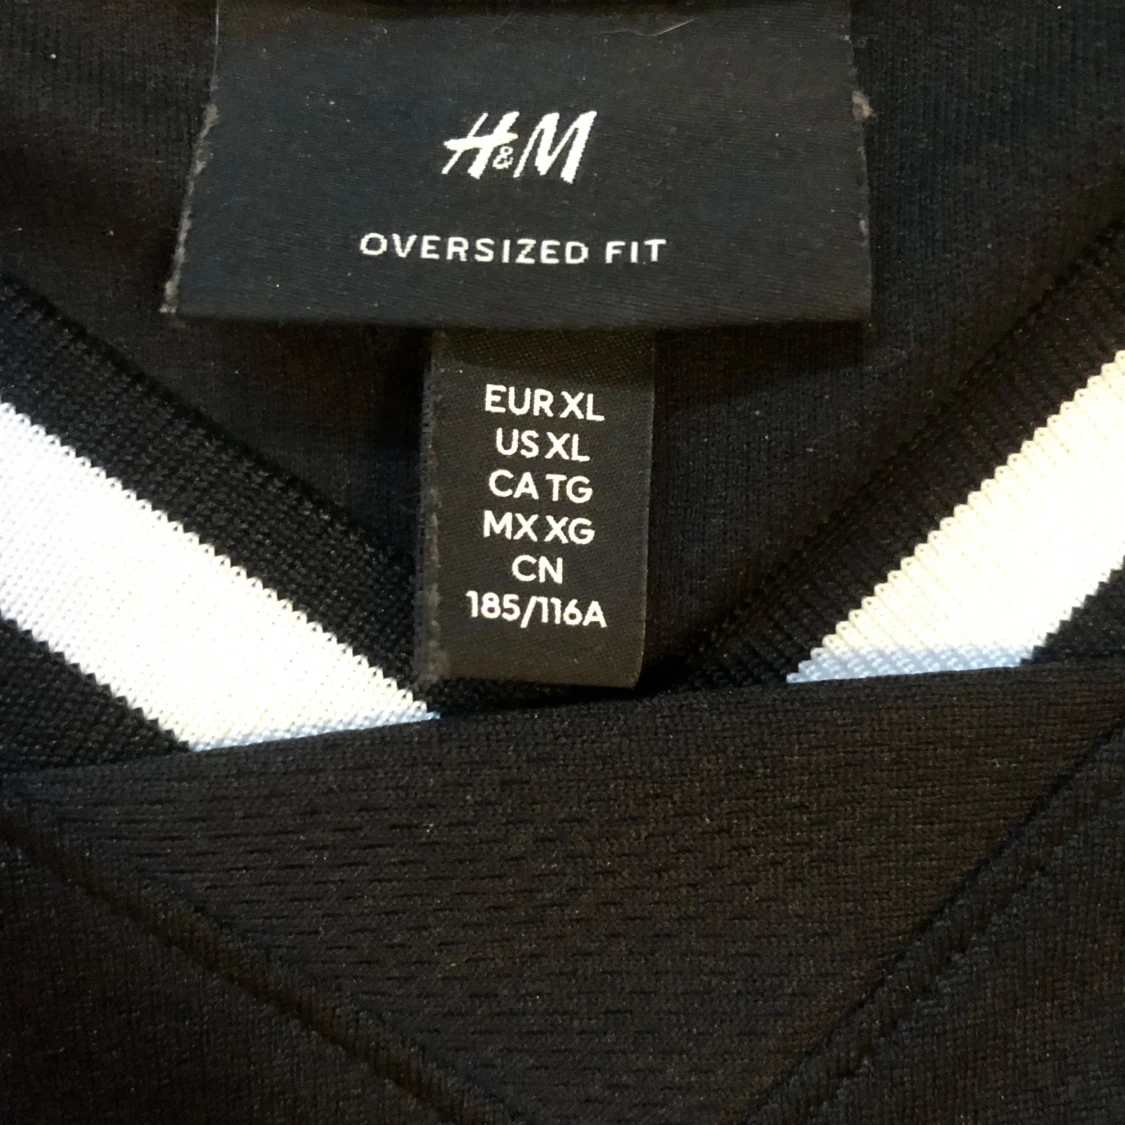 H&M
OVERSIZED FIT
EUR XL
US XL
CA TG
MX XG
CN
185/116A